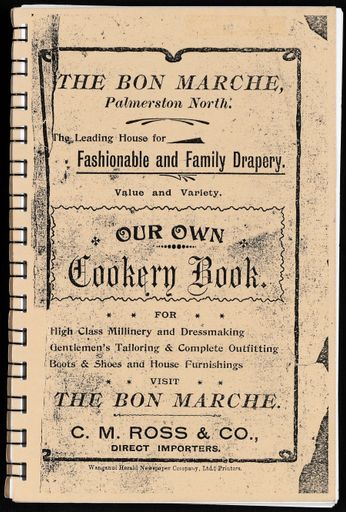 THE BON MARCHE,
Palmerston North.
The Leading House for
Fashionable and Family Drapery.
Value and Variety.
OUR OWN
Cookery Book.
FOR
High Class Millinery and Dressmaking
Gentlemen's Tailoring & Complete Outfitting
Boots & Shoes and House Furnishings
VISIT
THE BON MARCHE.
C. M. ROSS & CO.,
DIRECT IMPORTERS.
Wanganui Herald Newspaper Company, Ltd., Printers.